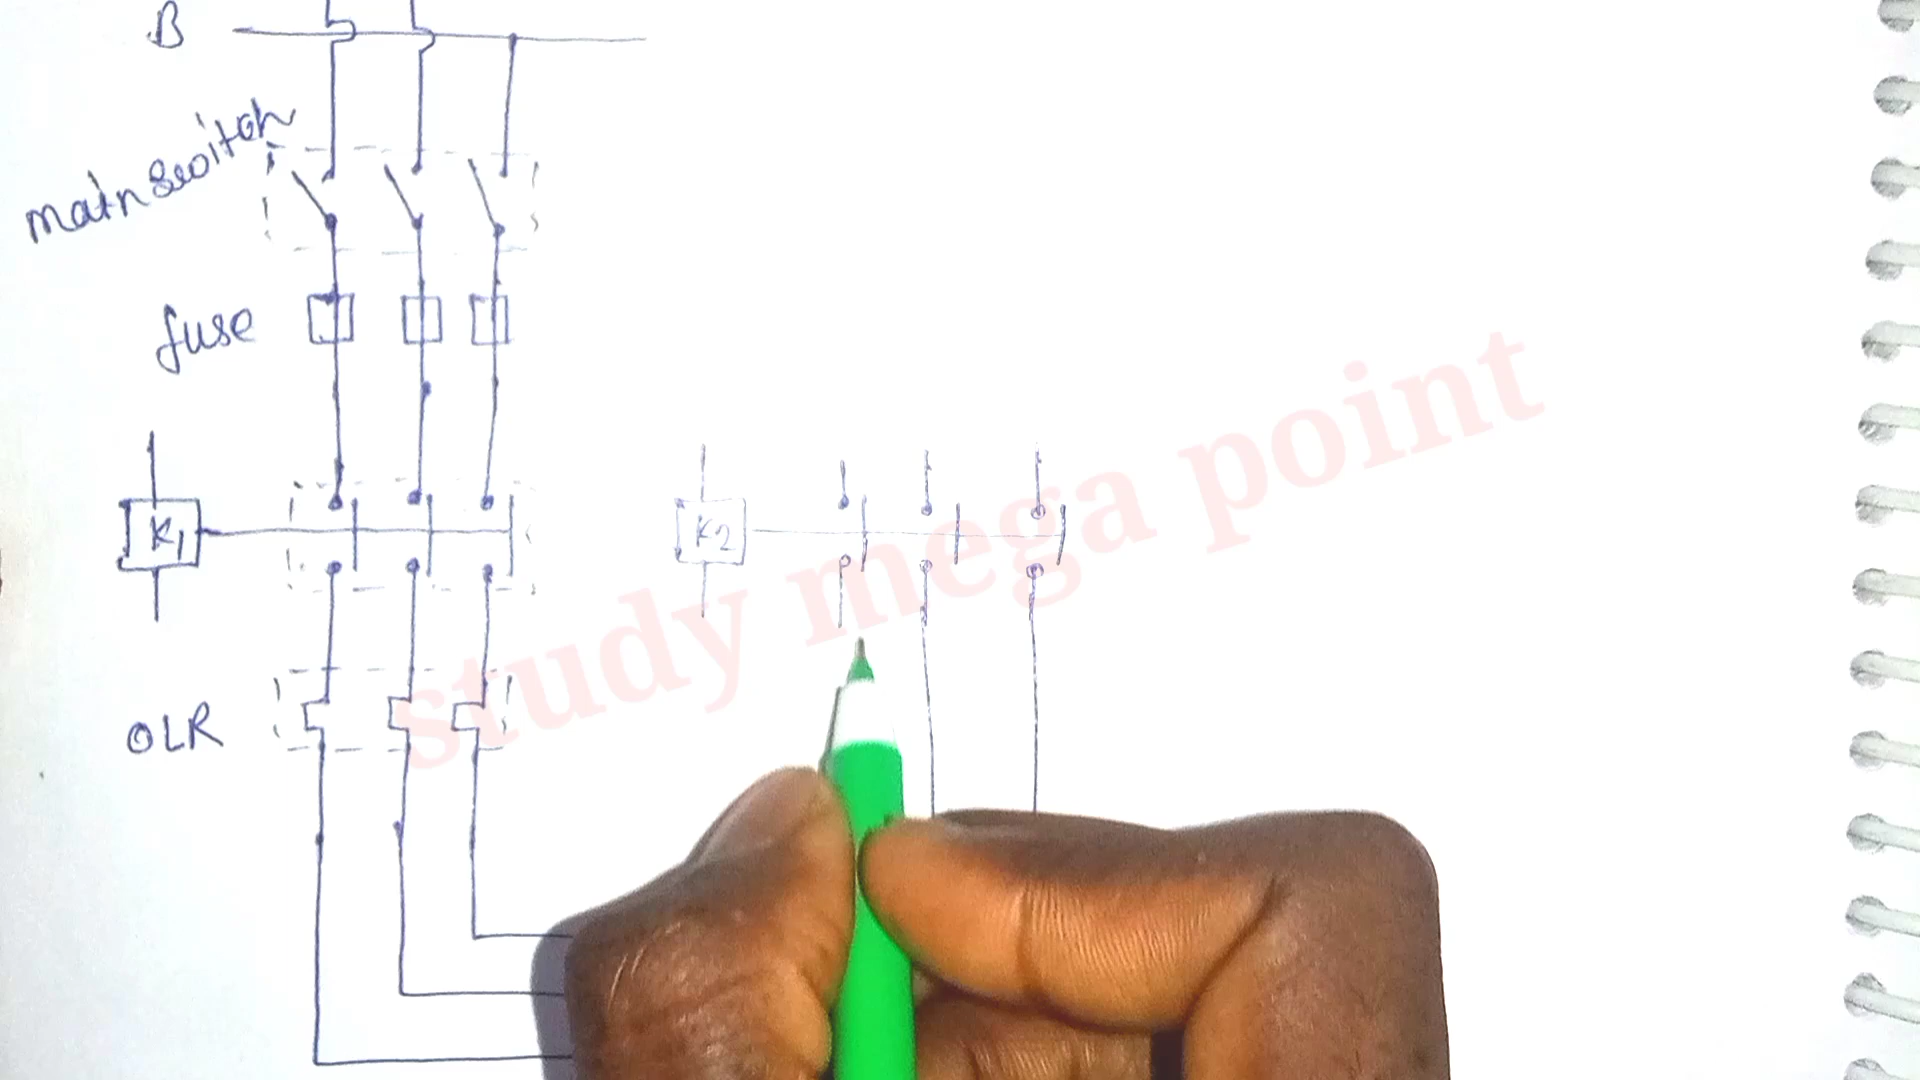 B
main switch
fuse
K1
K2
OLR
study mega point